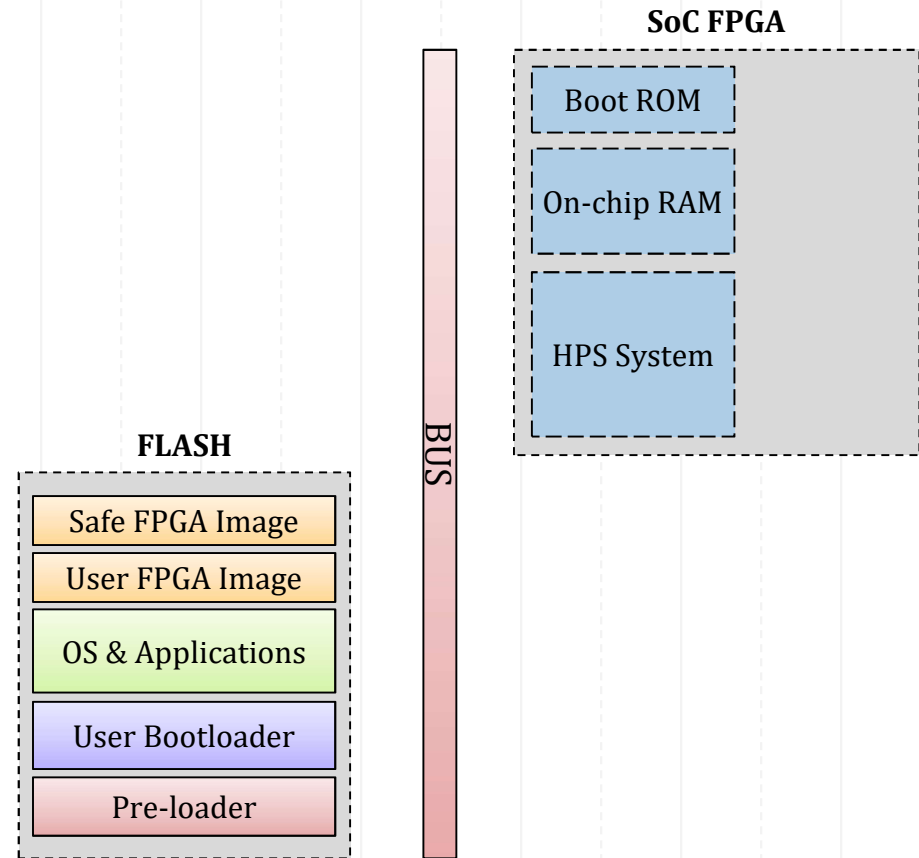 SoC FPGA
Boot ROM
On-chip RAM
HPS System
BUS
FLASH
Safe FPGA Image
User FPGA Image
OS & Applications
User Bootloader
Pre-loader